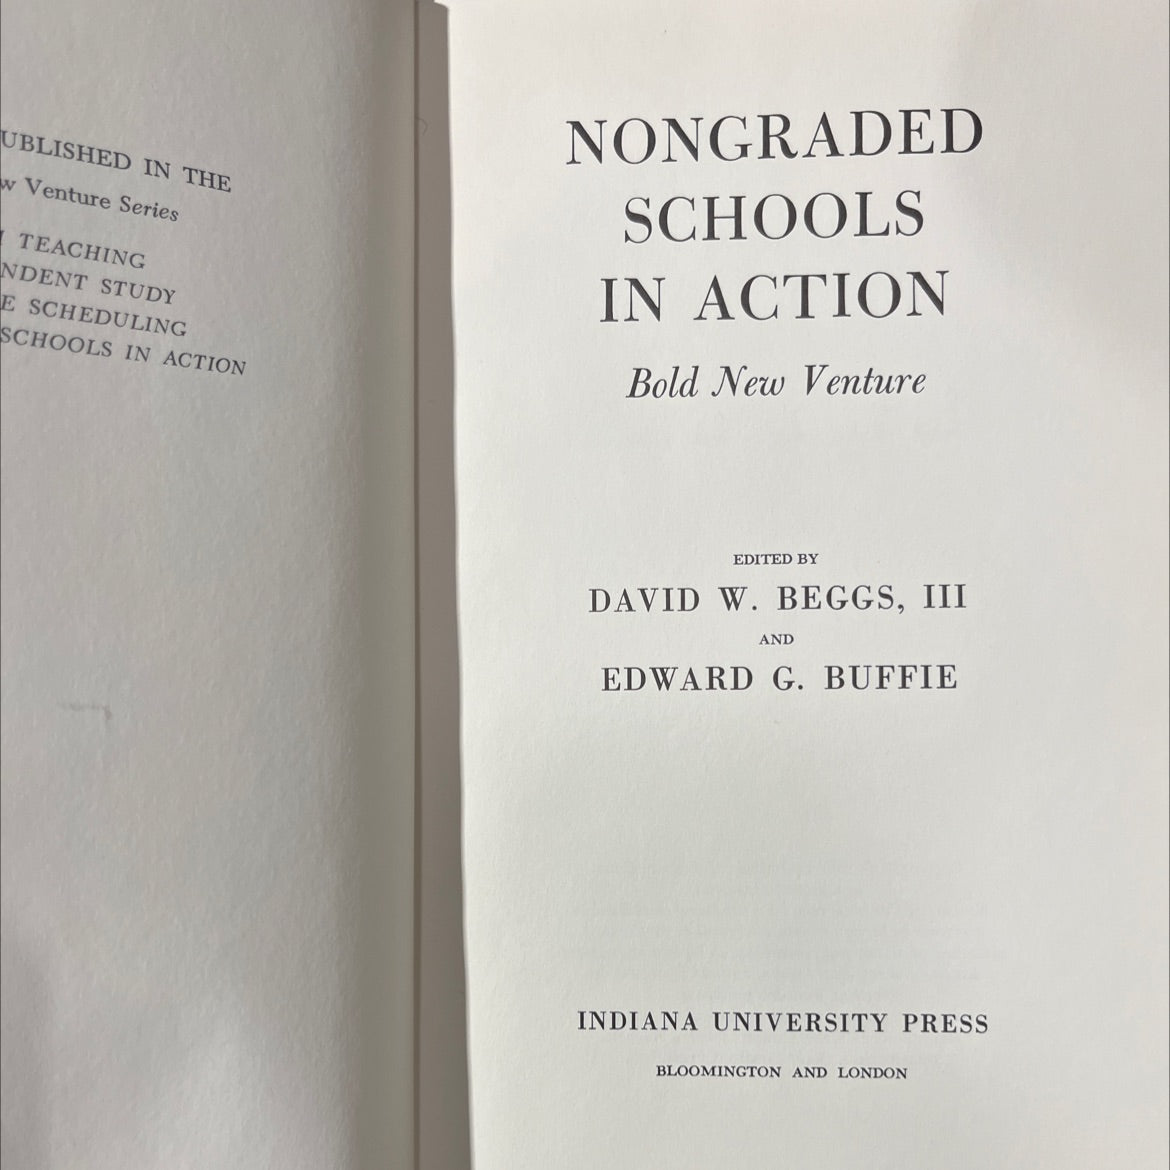 UBLISHED IN THE
w Venture Series
TEACHING
NDENT STUDY
E SCHEDULING
SCHOOLS IN ACTION
NONGRADED
SCHOOLS
IN ACTION
Bold New Venture
EDITED BY
DAVID W. BEGGS, III
AND
EDWARD G. BUFFIE
INDIANA UNIVERSITY PRESS
BLOOMINGTON AND LONDON